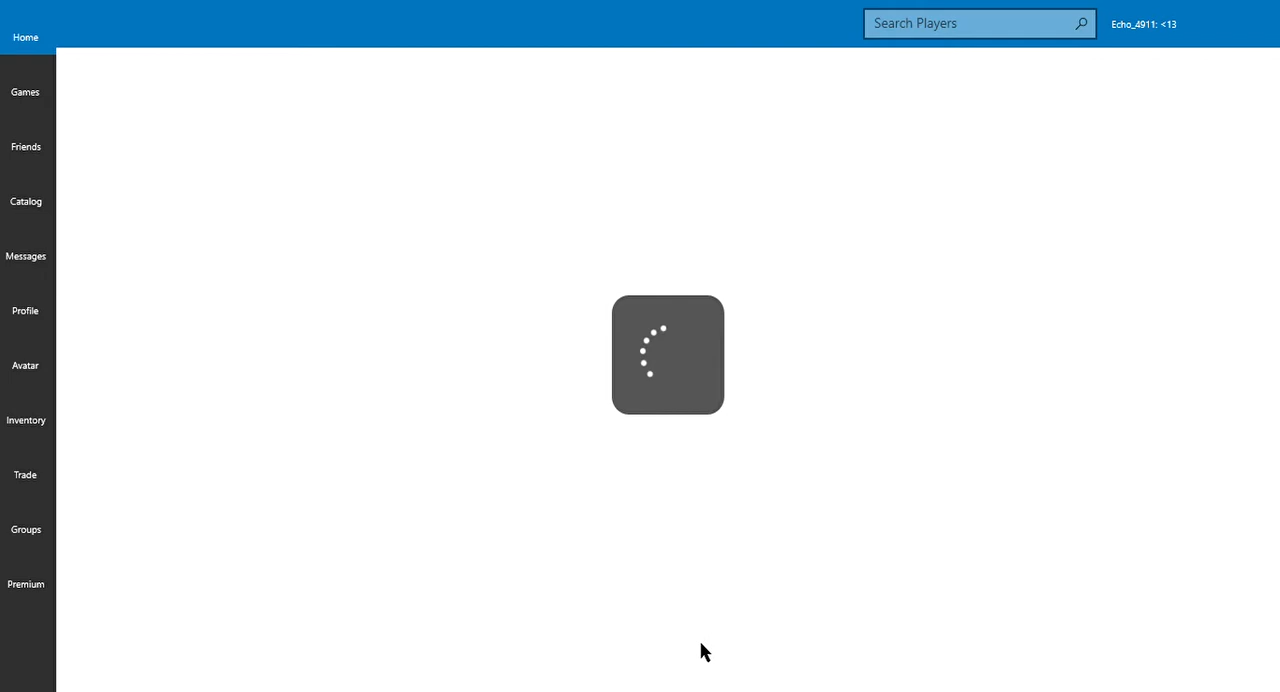 Search Players
Echo_4911: <13
Home
Games
Friends
Catalog
Messages
Profile
Avatar
Inventory
Trade
Groups
Premium